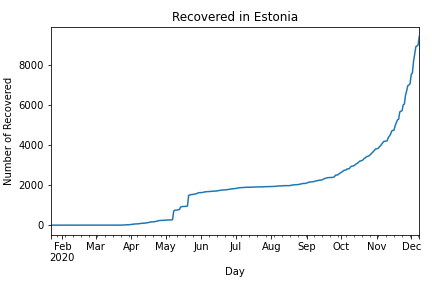 Recovered in Estonia
Number of Recovered
8000
6000
4000
2000
0
Feb Mar Apr May Jun Jul Aug Sep Oct Nov Dec
2020
Day